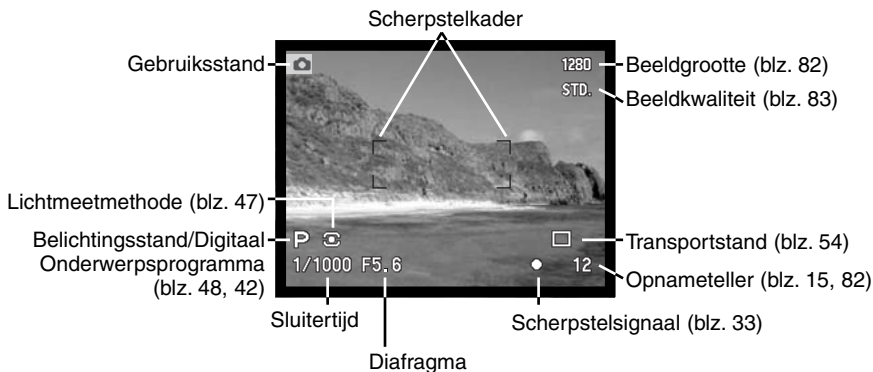 Scherpstelkader
Gebruiksstand
1280
Beeldgrootte (blz. 82)
STD.
Beeldkwaliteit (blz. 83)
Lichtmeetmethode (blz. 47)
Belichtingsstand/Digitaal
Onderwerpsprogramma
(blz. 48, 42)
P
1/1000 F5.6
12
Transportstand (blz. 54)
Opnameteller (blz. 15, 82)
Sluitertijd
Scherpstelsignaal (blz. 33)
Diafragma